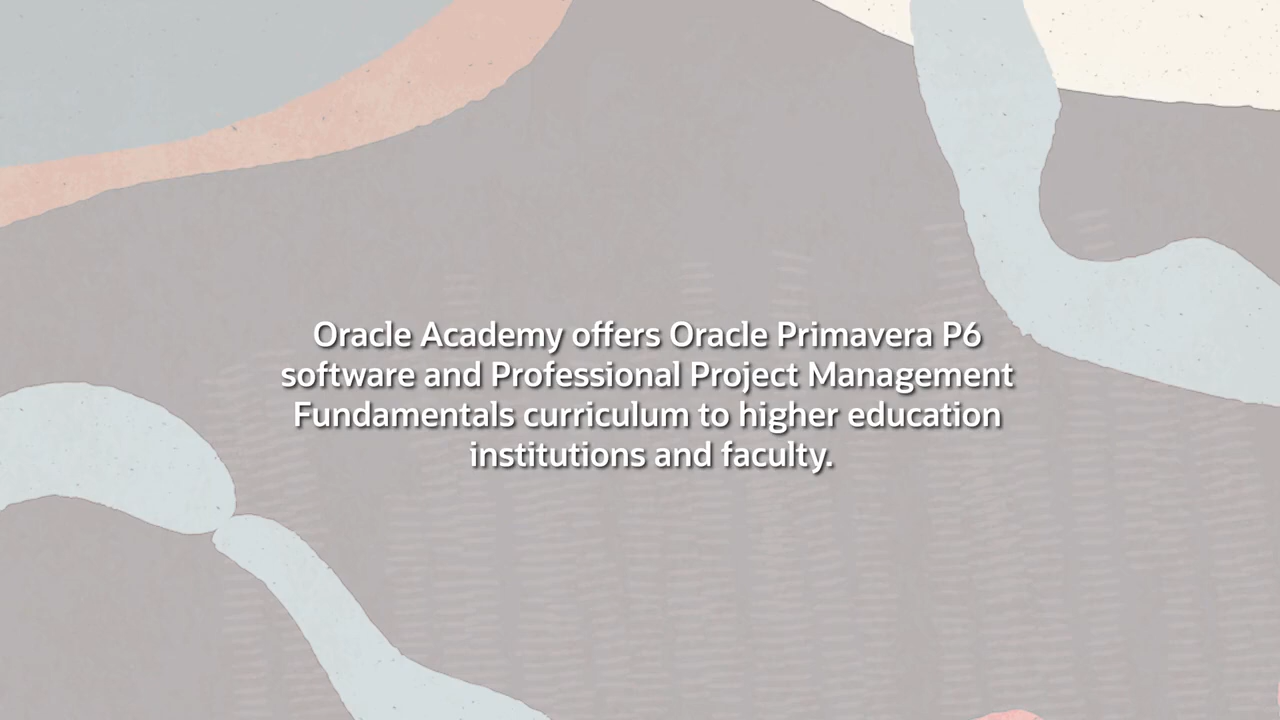 Oracle Academy offers Oracle Primavera P6
software and Professional Project Management
Fundamentals curriculum to higher education
institutions and faculty.